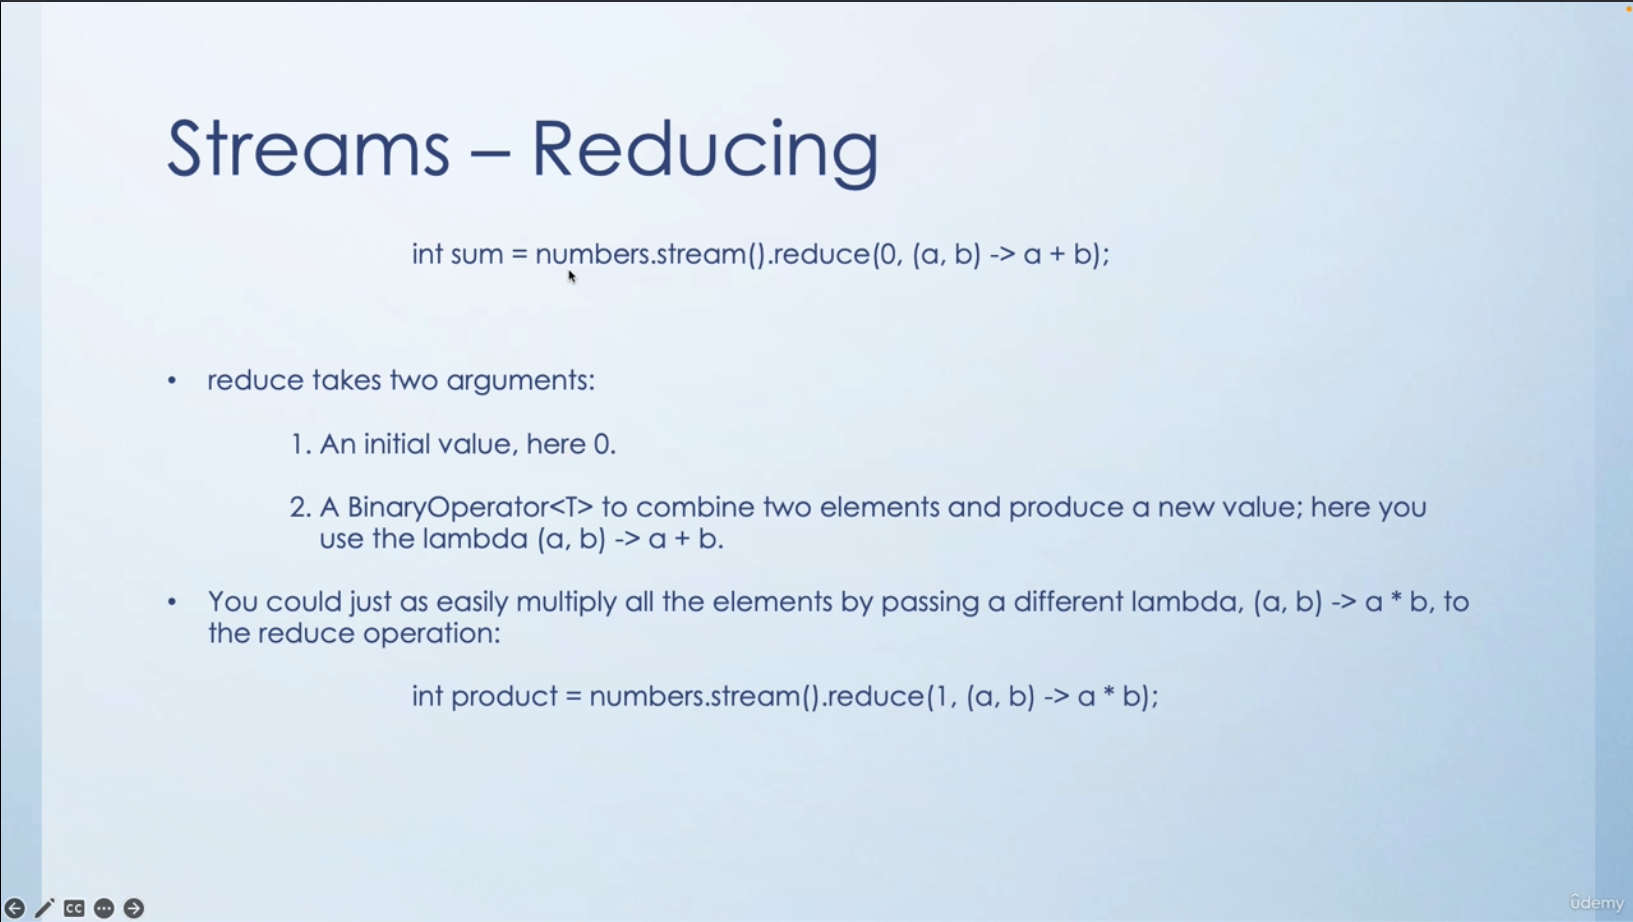 Streams – Reducing
int sum = numbers.stream().reduce(0, (a, b) -> a + b);
• reduce takes two arguments:
1. An initial value, here 0.
2. A BinaryOperator<T> to combine two elements and produce a new value; here you
use the lambda (a, b) -> a + b.
• You could just as easily multiply all the elements by passing a different lambda, (a, b) -> a * b, to
the reduce operation:
int product = numbers.stream().reduce(1, (a, b) -> a * b);
CC
ûdemy